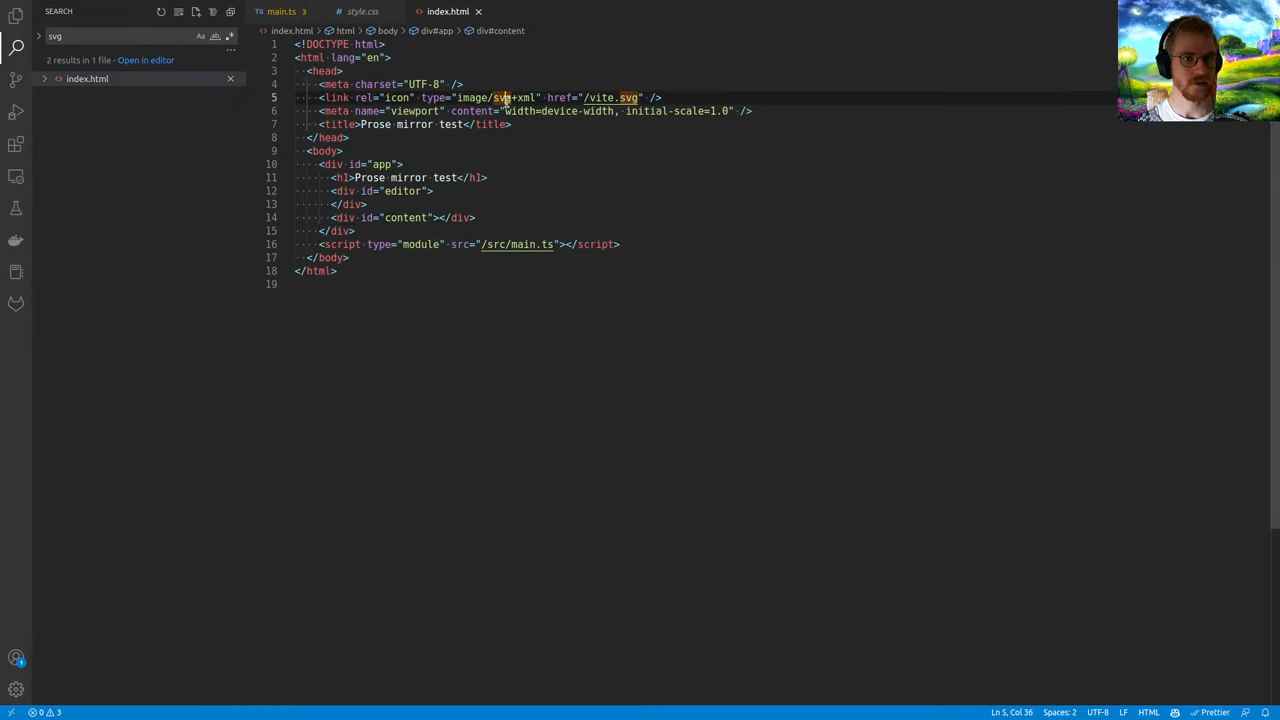 SEARCH
svg
Aa
ab
.*
...
2 results in 1 file - Open in editor
index.html
TS main.ts 3
# style.css
index.html
index.html > html > body > div#app > div#content
1 <!DOCTYPE·html>
2 <html·lang="en">
3 ··<head>
4 ····<meta·charset="UTF-8"·/>
5 ····<link·rel="icon"·type="image/svg+xml"·href="/vite.svg"·/>
6 ····<meta·name="viewport"·content="width=device-width,·initial-scale=1.0"·/>
7 ····<title>Prose·mirror·test</title>
8 ··</head>
9 ··<body>
10 ····<div·id="app">
11 ······<h1>Prose·mirror·test</h1>
12 ······<div·id="editor">
13 ······</div>
14 ······<div·id="content"></div>
15 ····</div>
16 ····<script·type="module"·src="/src/main.ts"></script>
17 ··</body>
18 </html>
19
1
0 3
Ln 5, Col 36
Spaces: 2
UTF-8
LF
HTML
Prettier